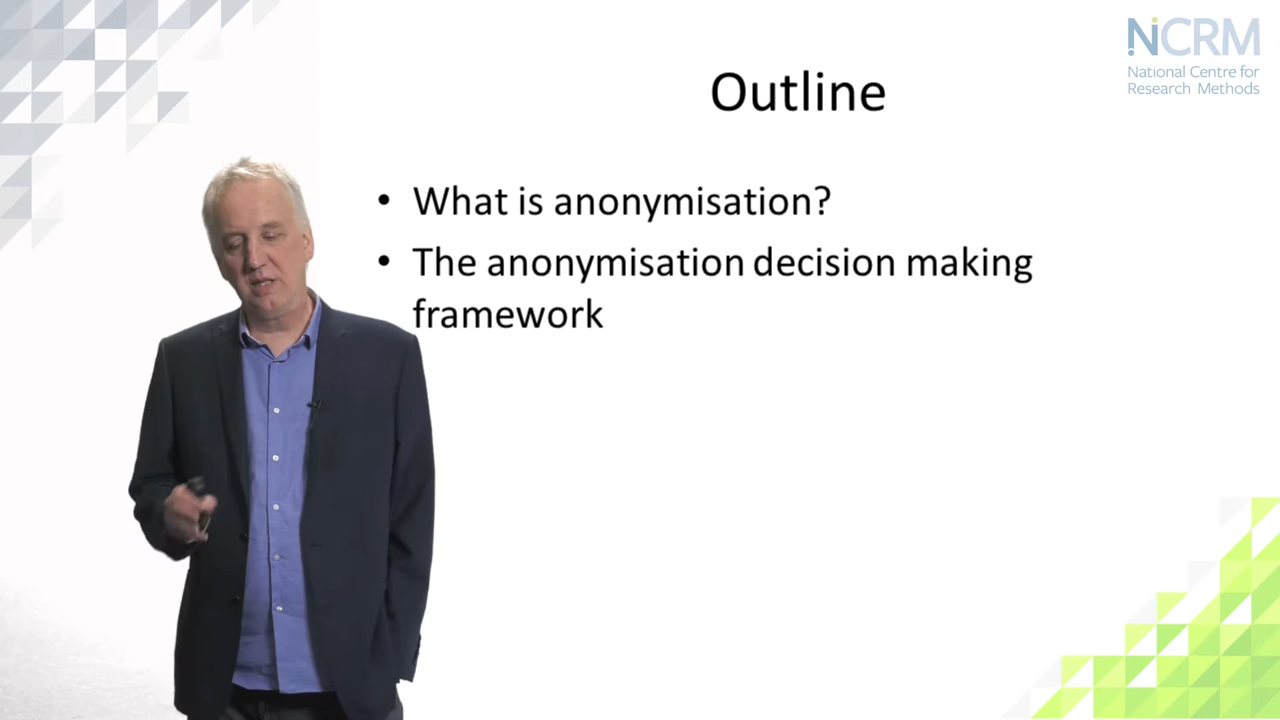 NCRM
National Centre for
Research Methods
Outline
• What is anonymisation?
• The anonymisation decision making
framework